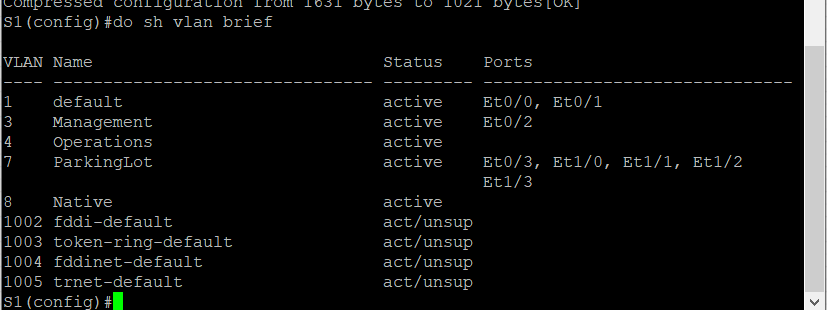 Compressed configuration from 1631 bytes to 1021 bytes[OK]
S1(config)#do sh vlan brief
VLAN Name                             Status    Ports
---- -------------------------------- --------- -------------------------------
1    default                          active    Et0/0, Et0/1
3    Management                       active    Et0/2
4    Operations                       active
7    ParkingLot                       active    Et0/3, Et1/0, Et1/1, Et1/2
                                                Et1/3
8    Native                           active
1002 fddi-default                     act/unsup
1003 token-ring-default               act/unsup
1004 fddinet-default                  act/unsup
1005 trnet-default                    act/unsup
S1(config)#